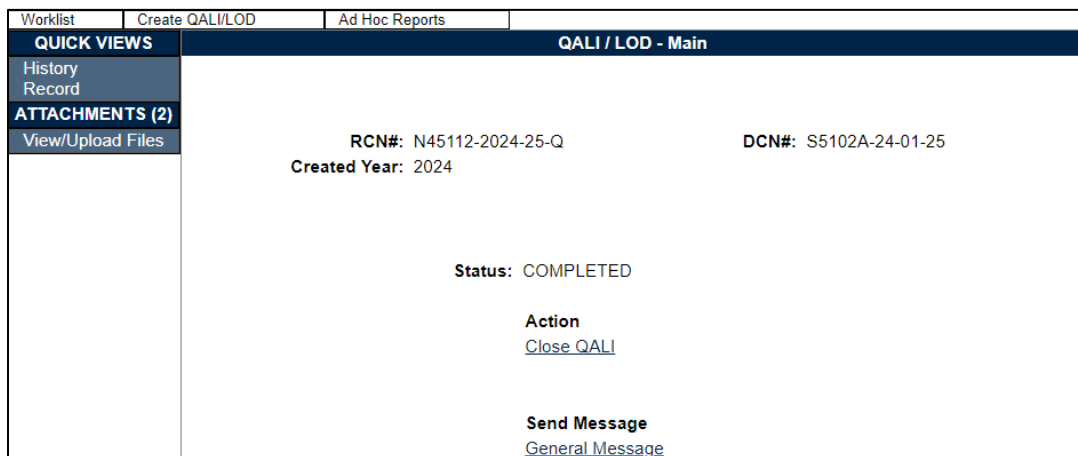 Worklist Create QALI/LOD Ad Hoc Reports
QUICK VIEWS
History
Record
ATTACHMENTS (2)
View/Upload Files
QALI / LOD - Main
RCN#: N45112-2024-25-Q DCN#: S5102A-24-01-25
Created Year: 2024
Status: COMPLETED
Action
Close QALI
Send Message
General Message